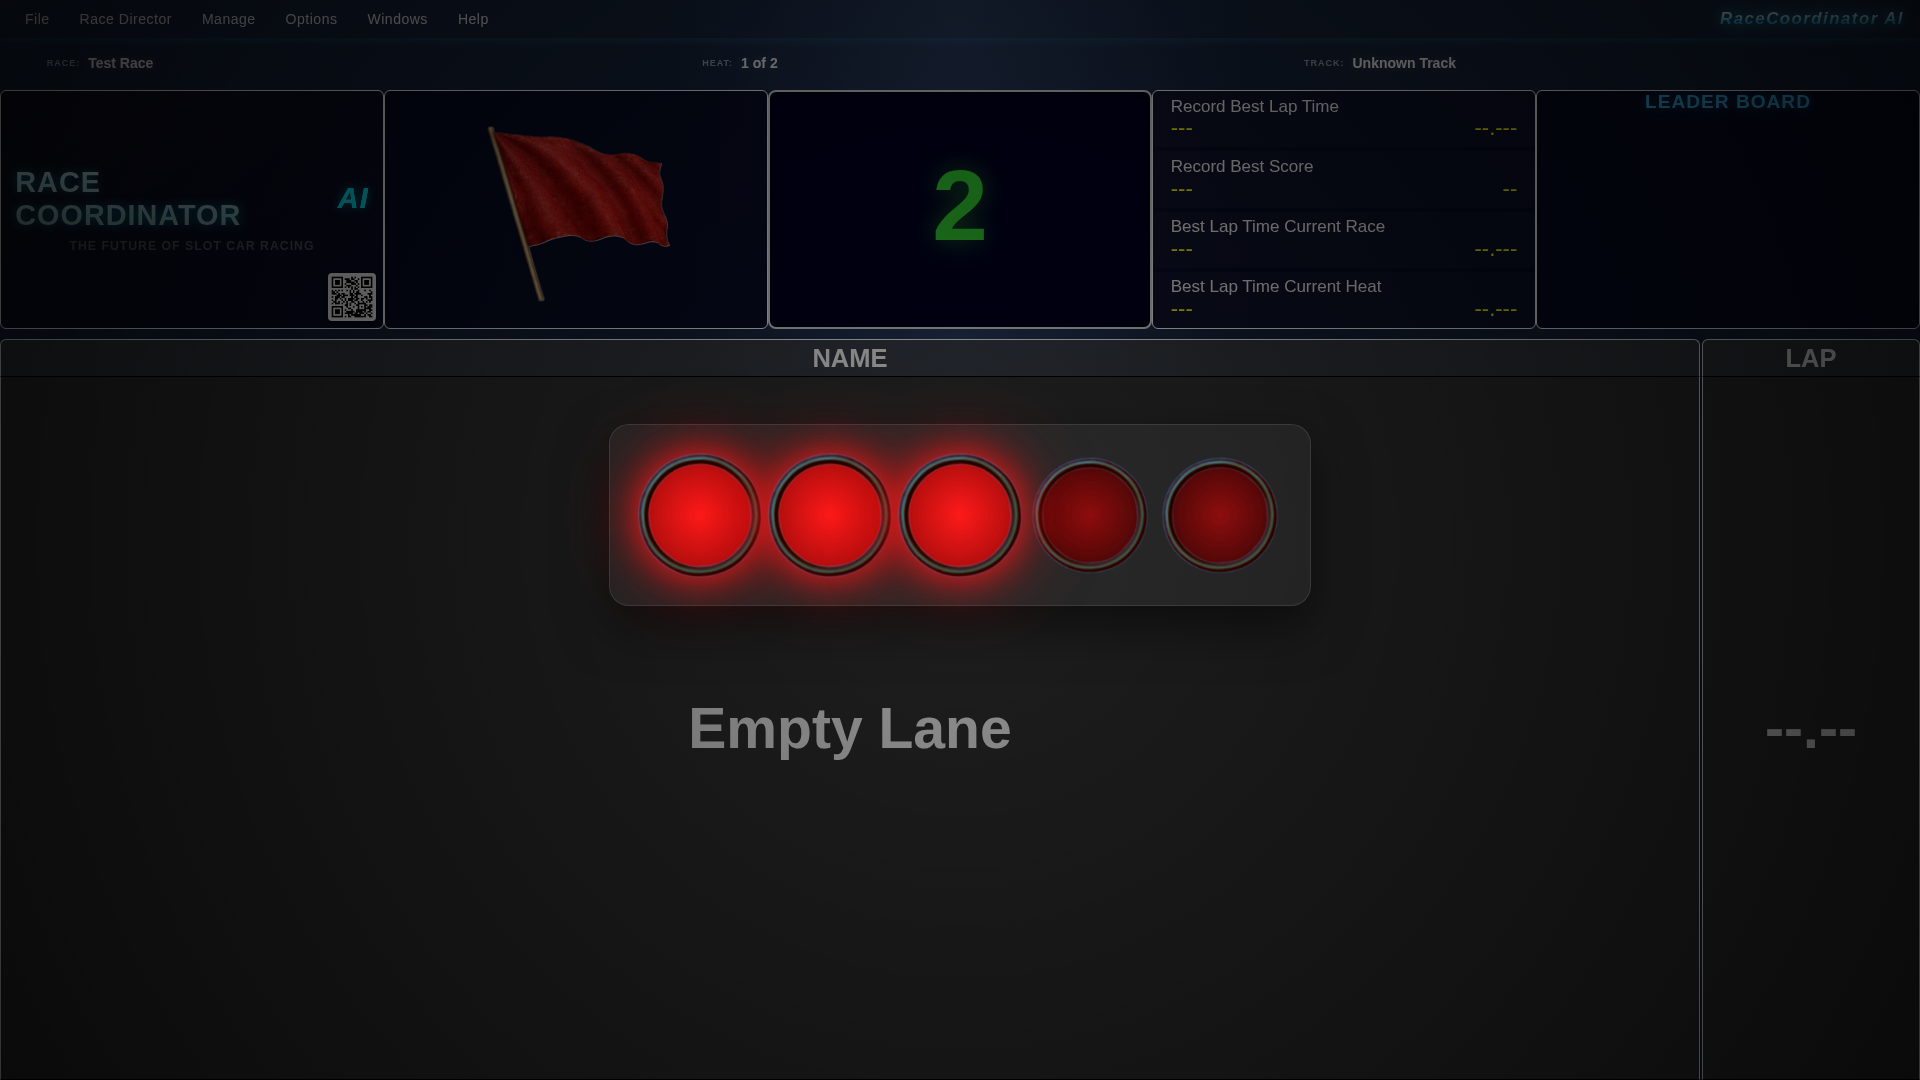 File Race Director Manage Options Windows Help RaceCoordinator AI
RACE: Test Race HEAT: 1 of 2 TRACK: Unknown Track
RACE
COORDINATOR AI
THE FUTURE OF SLOT CAR RACING
2
Record Best Lap Time
--- --.---
Record Best Score
--- --
Best Lap Time Current Race
--- --.---
Best Lap Time Current Heat
--- --.---
LEADER BOARD
NAME LAP
Empty Lane --.--